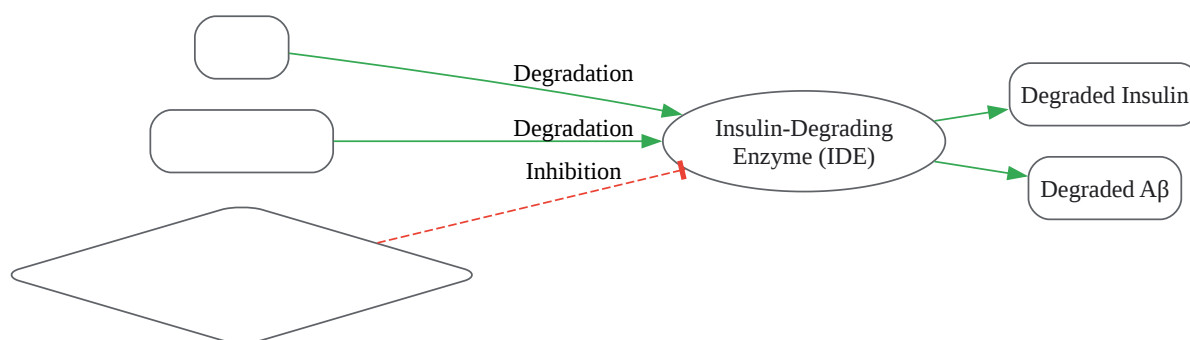 Degradation
Degradation
Inhibition
Insulin-Degrading
Enzyme (IDE)
Degraded Insulin
Degraded Aβ